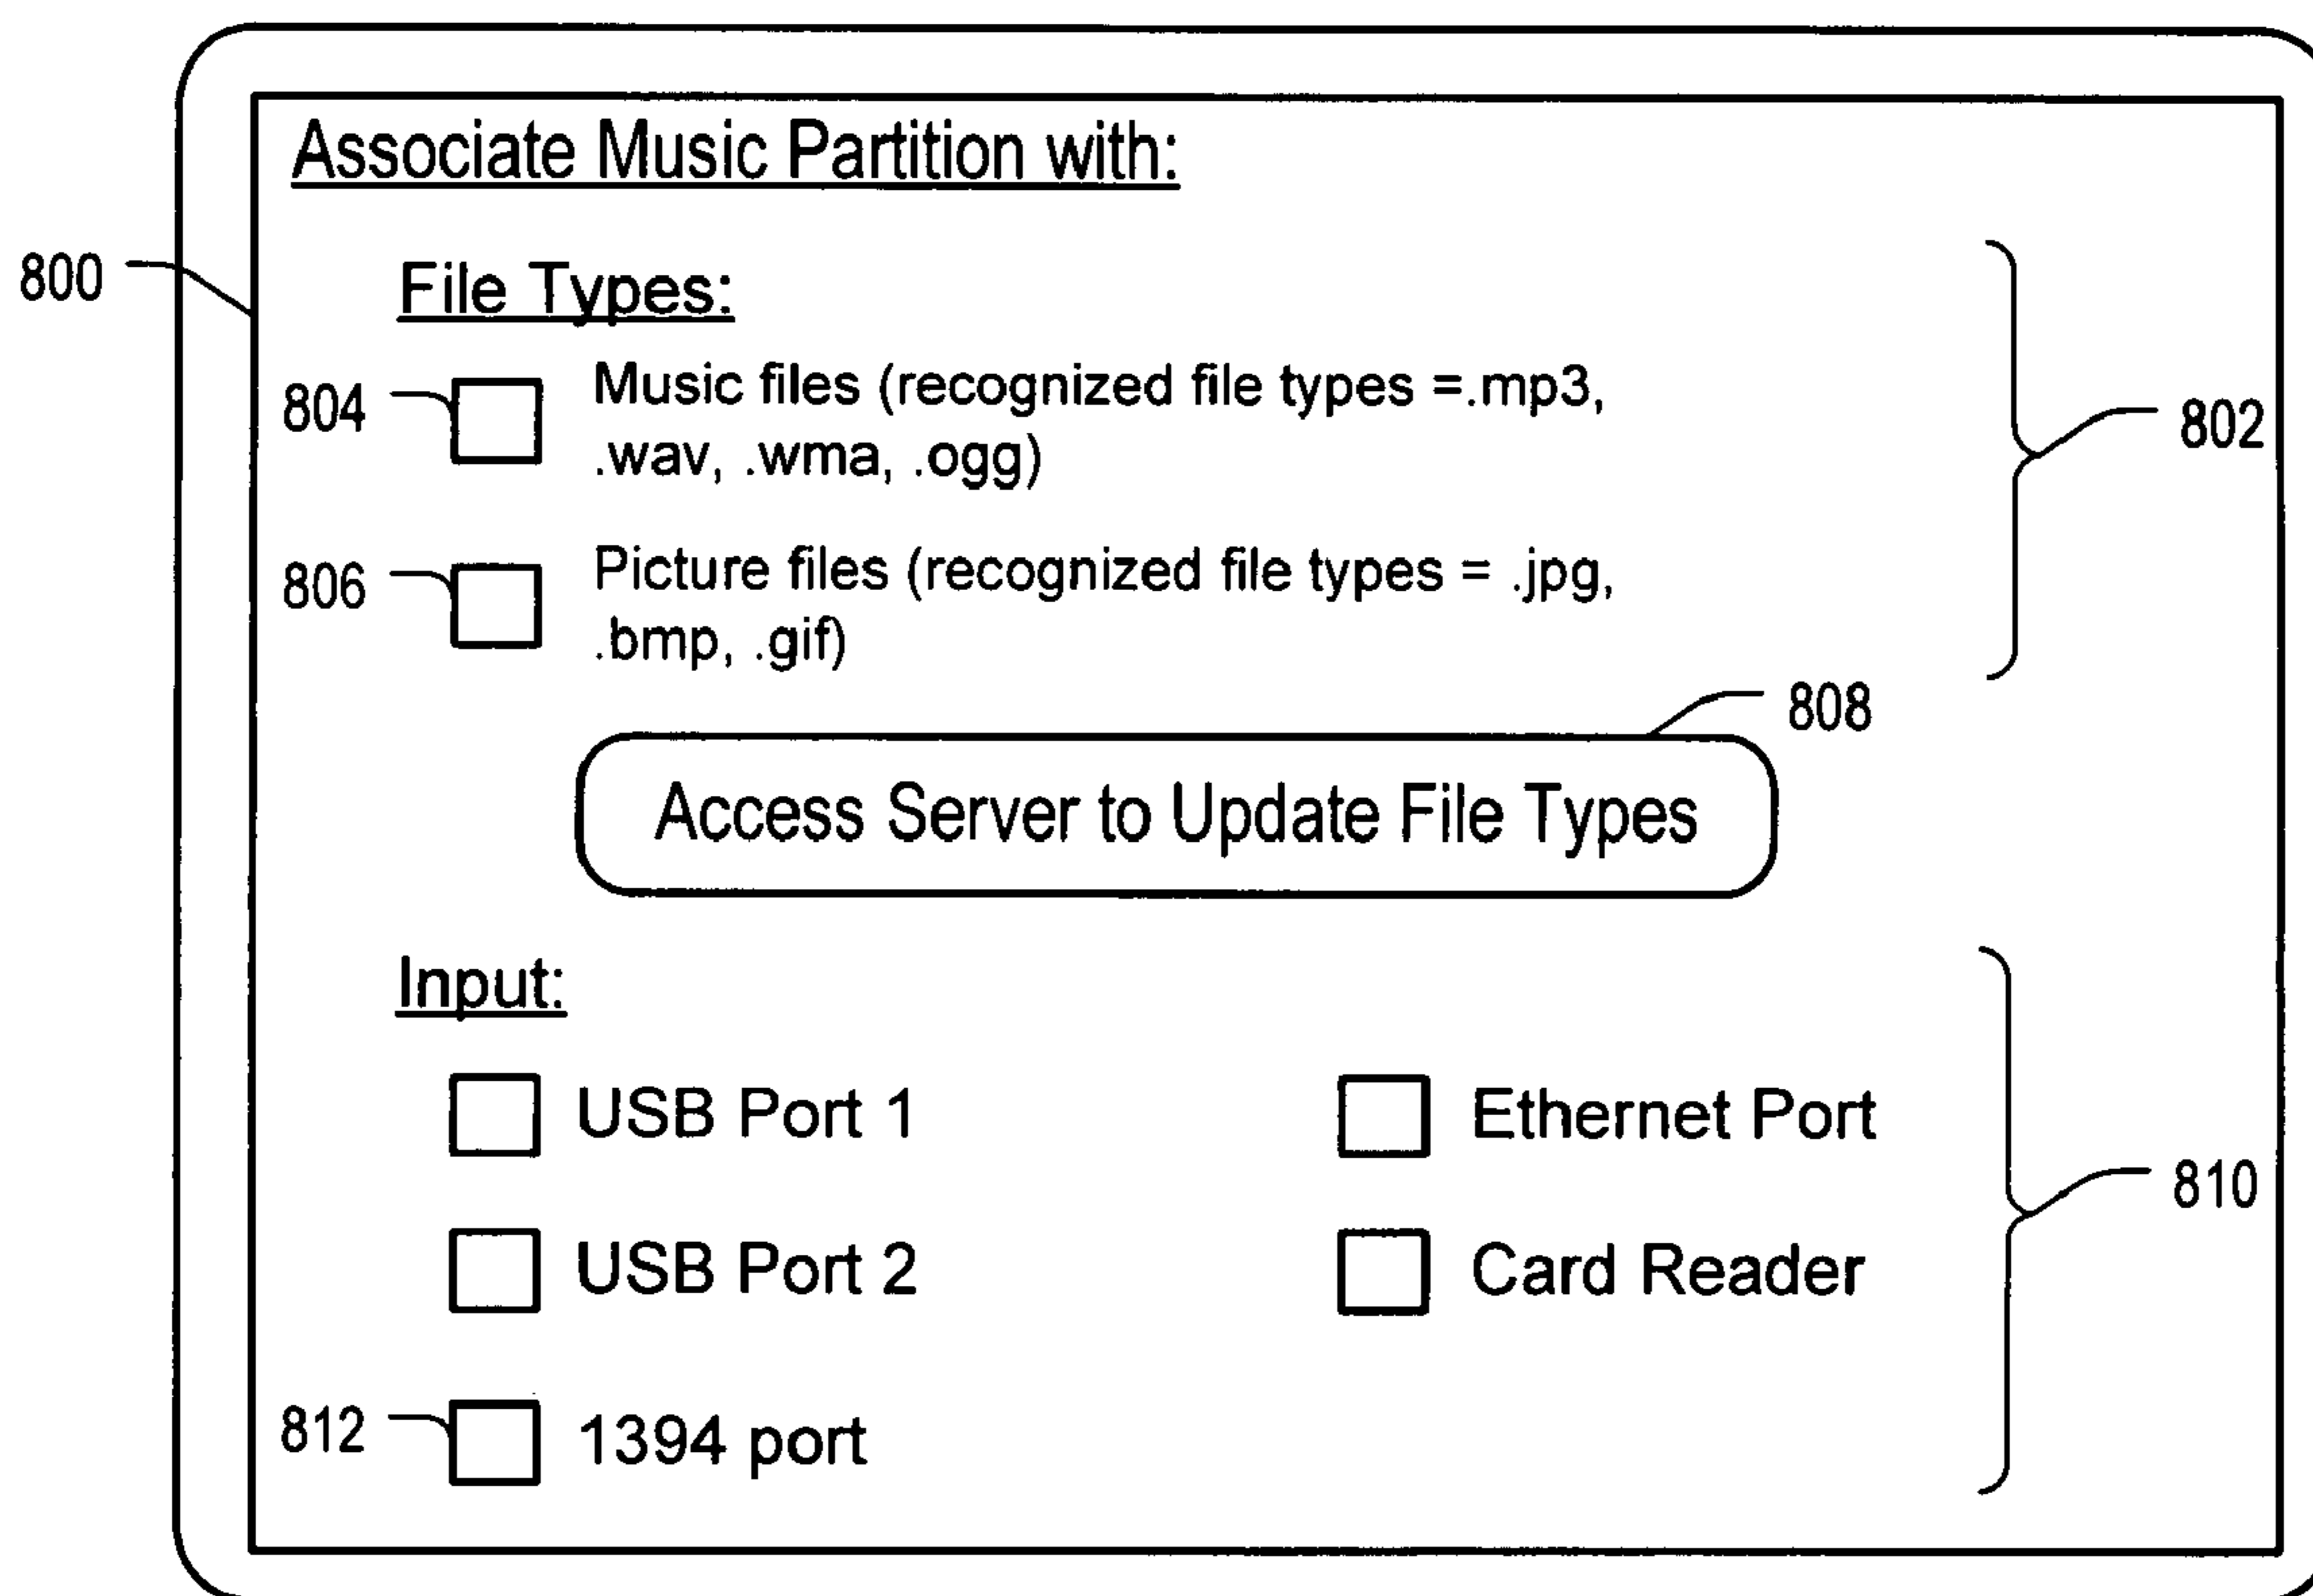 Associate Music Partition with:
800
File Types:
804
Music files (recognized file types =.mp3,
.wav, .wma, .ogg)
802
806
Picture files (recognized file types = .jpg,
.bmp, .gif)
808
Access Server to Update File Types
Input:
USB Port 1
Ethernet Port
810
USB Port 2
Card Reader
812
1394 port